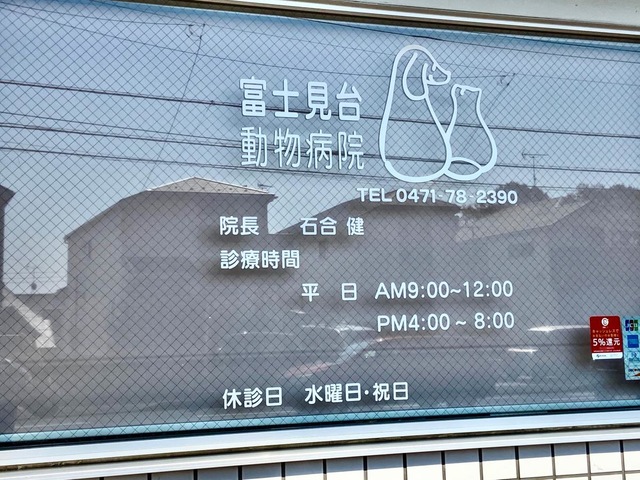 富士見台
動物病院
TEL 0471-78-2390
院長 石合 健
診療時間
平 日 AM9:00~12:00
PM4:00 ~ 8:00
休診日 水曜日・祝日
5%還元